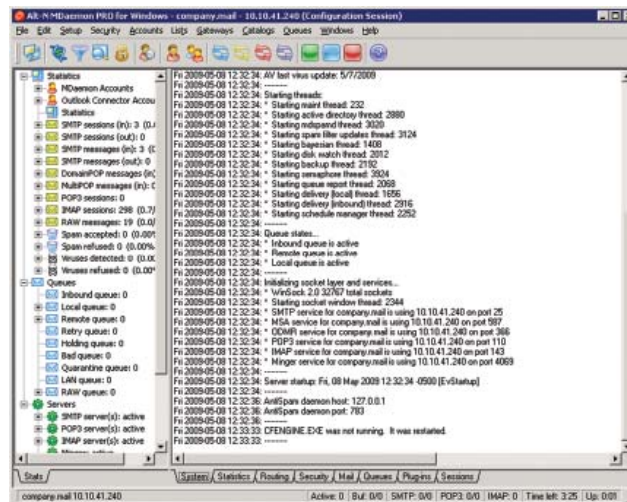 Alt-N MDaemon PRO for Windows - company.mail - 10.10.41.240 (Configuration Session)
File Edit Setup Security Accounts Lists Gateways Catalogs Queues Windows Help
Statistics
MDaemon Accounts
Outlook Connector Accou
Statistics
SMTP sessions (in): 3 (0.
SMTP sessions (out): 0
SMTP messages (in): 3 (
SMTP messages (out): 0
DomainPOP messages (in
MultiPOP messages (in): 0
POP3 sessions: 0
IMAP sessions: 298 (0.7/
RAW messages: 19 (0.0/
Spam accepted: 0 (0.00%
Spam refused: 0 (0.00%
Viruses detected: 0 (0.00
Viruses refused: 0 (0.00%
Queues
Inbound queue: 0
Local queue: 0
Remote queue: 0
Retry queue: 0
Holding queue: 0
Bad queue: 0
Quarantine queue: 0
LAN queue: 0
RAW queue: 0
Servers
SMTP server(s): active
POP3 server(s): active
IMAP server(s): active
Stats
Fri 2009-05-08 12:32:34: AV last virus update: 5/7/2009
Fri 2009-05-08 12:32:34: -------
Fri 2009-05-08 12:32:34: Starting threads:
Fri 2009-05-08 12:32:34: * Starting maint thread: 232
Fri 2009-05-08 12:32:34: * Starting active directory thread: 2880
Fri 2009-05-08 12:32:34: * Starting mdspamd thread: 3020
Fri 2009-05-08 12:32:34: * Starting spam filter updates thread: 3124
Fri 2009-05-08 12:32:34: * Starting bayesian thread: 1408
Fri 2009-05-08 12:32:34: * Starting disk watch thread: 2012
Fri 2009-05-08 12:32:34: * Starting backup thread: 2192
Fri 2009-05-08 12:32:34: * Starting semaphore thread: 3924
Fri 2009-05-08 12:32:34: * Starting queue report thread: 2068
Fri 2009-05-08 12:32:34: * Starting delivery (local) thread: 1656
Fri 2009-05-08 12:32:34: * Starting delivery (inbound) thread: 2916
Fri 2009-05-08 12:32:34: * Starting schedule manager thread: 2252
Fri 2009-05-08 12:32:34: -------
Fri 2009-05-08 12:32:34: Queue states...
Fri 2009-05-08 12:32:34: * Inbound queue is active
Fri 2009-05-08 12:32:34: * Remote queue is active
Fri 2009-05-08 12:32:34: * Local queue is active
Fri 2009-05-08 12:32:34: -------
Fri 2009-05-08 12:32:34: Initializing socket layer and services...
Fri 2009-05-08 12:32:34: * WinSock 2.0 32767 total sockets
Fri 2009-05-08 12:32:34: * Starting socket window thread: 2344
Fri 2009-05-08 12:32:34: * SMTP service for company.mail is using 10.10.41.240 on port 25
Fri 2009-05-08 12:32:34: * MSA service for company.mail is using 10.10.41.240 on port 587
Fri 2009-05-08 12:32:34: * ODMR service for company.mail is using 10.10.41.240 on port 366
Fri 2009-05-08 12:32:34: * POP3 service for company.mail is using 10.10.41.240 on port 110
Fri 2009-05-08 12:32:34: * IMAP service for company.mail is using 10.10.41.240 on port 143
Fri 2009-05-08 12:32:34: * Minger service for company.mail is using 10.10.41.240 on port 4069
Fri 2009-05-08 12:32:34: -------
Fri 2009-05-08 12:32:34: Server startup: Fri, 08 May 2009 12:32:34 -0500 [EvStartup]
Fri 2009-05-08 12:32:34: -------
Fri 2009-05-08 12:32:36: AntiSpam daemon host: 127.0.0.1
Fri 2009-05-08 12:32:36: AntiSpam daemon port: 783
Fri 2009-05-08 12:32:36: -------
Fri 2009-05-08 12:33:33: CFENGINE.EXE was not running. It was restarted.
Fri 2009-05-08 12:33:33: -------
System Statistics Routing Security Mail Queues Plug-ins Sessions
company.mail 10.10.41.240 Active: 0 Buf: 0/0 SMTP: 0/0 POP3: 0/0 IMAP: 0 Time left: 3:25 Up: 0:01